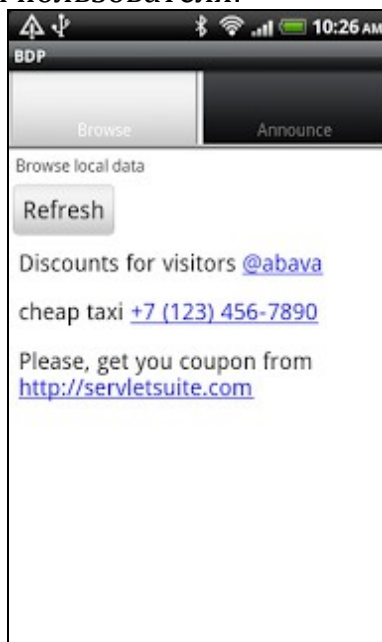 пользователя.
10:26 AM
BDP
Browse
Announce
Browse local data
Refresh
Discounts for visitors @abava
cheap taxi +7 (123) 456-7890
Please, get you coupon from
http://servletsuite.com